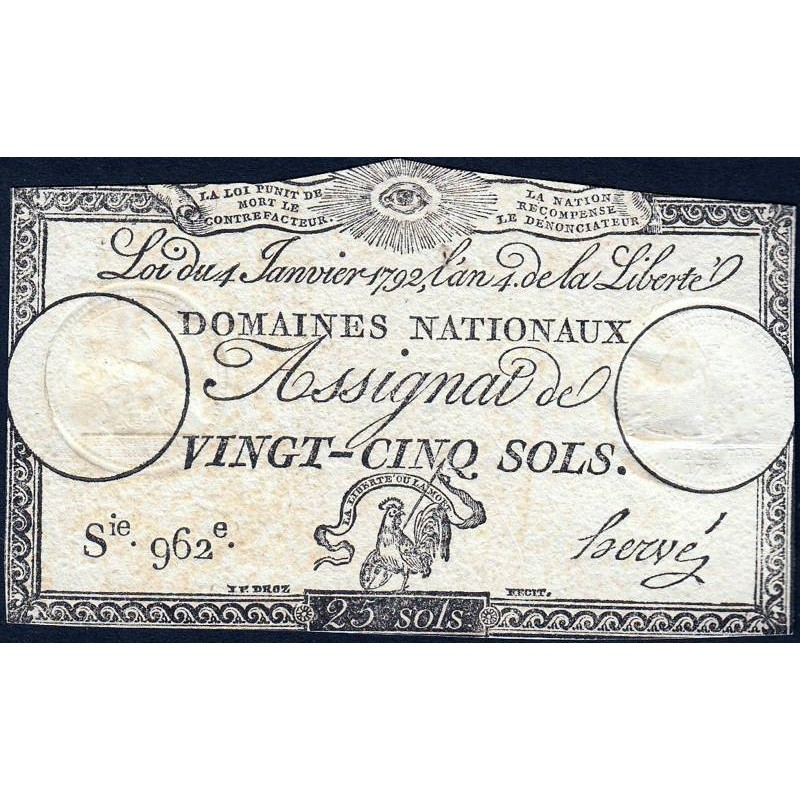 LA LOI PUNIT DE
MORT LE
CONTREFACTEUR.
LA NATION
RECOMPENSE
LE DENONCIATEUR
Loi du 4 Janvier 1792, l'an 4. de la Liberté
DOMAINES NATIONAUX
Assignat de
VINGT-CINQ SOLS.
LA LIBERTÉ OU LA MORT
Sie. 962e.
hervé
J P. DROZ
FECIT.
25 sols